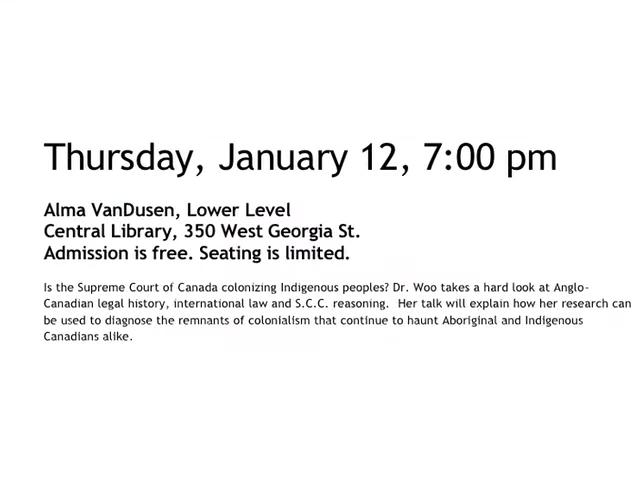 Thursday, January 12, 7:00 pm
Alma VanDusen, Lower Level
Central Library, 350 West Georgia St.
Admission is free. Seating is limited.
Is the Supreme Court of Canada colonizing Indigenous peoples? Dr. Woo takes a hard look at Anglo-
Canadian legal history, international law and S.C.C. reasoning.  Her talk will explain how her research can
be used to diagnose the remnants of colonialism that continue to haunt Aboriginal and Indigenous
Canadians alike.